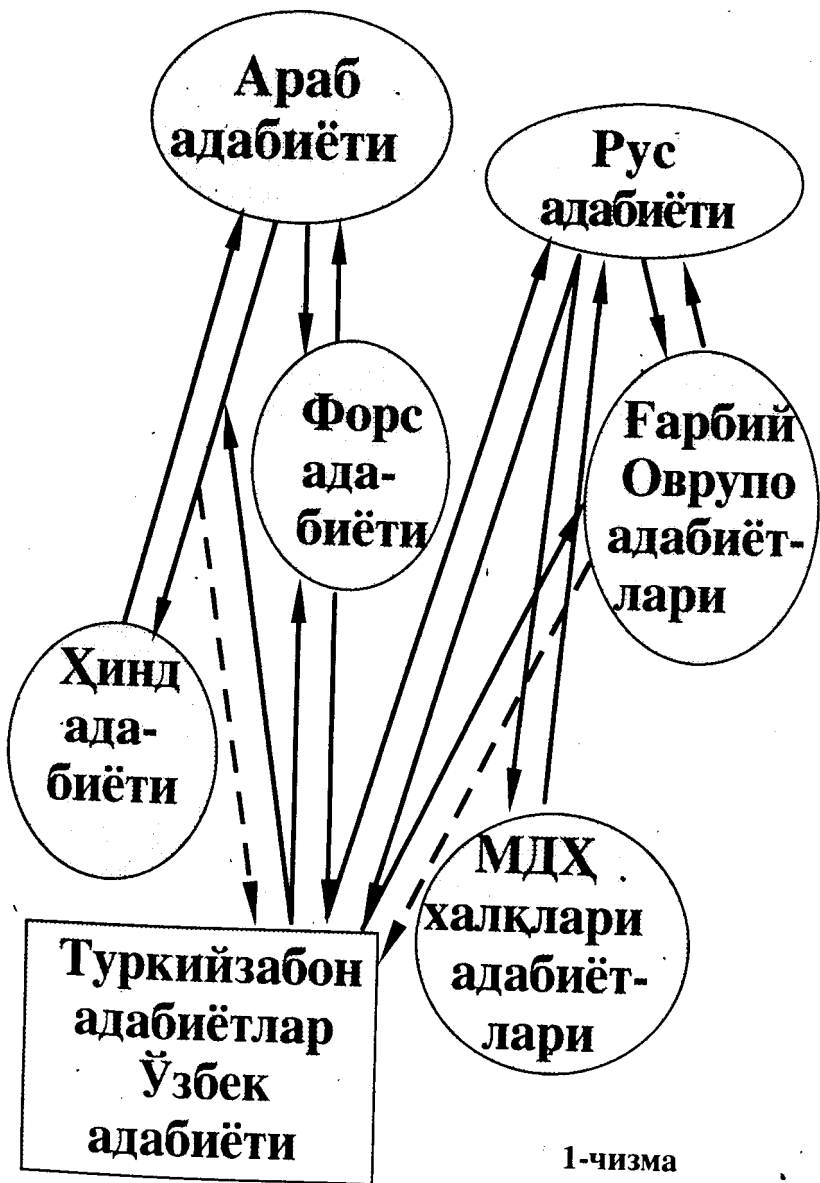 Араб
адабиёти
Рус
адабиёти
Форс
ада-
биёти
Ғарбий
Оврупо
адабиёт-
лари
Ҳинд
ада-
биёти
МДҲ
халқлари
адабиёт-
лари
Туркийзабон
адабиётлар
Ўзбек
адабиёти
1-чизма